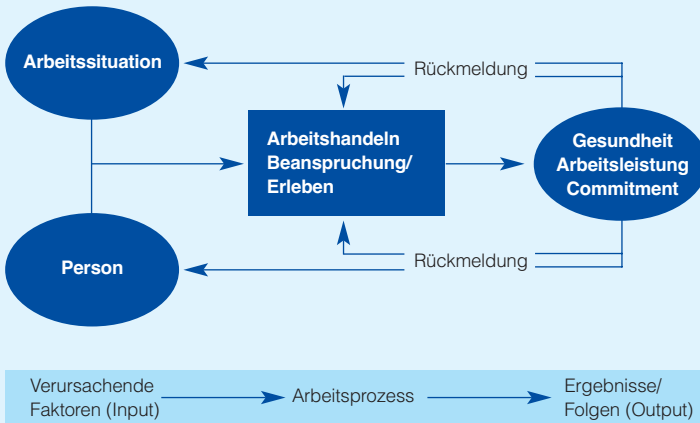 Arbeitssituation
Rückmeldung
Arbeitshandeln
Beanspruchung/
Erleben
Gesundheit
Arbeitsleistung
Commitment
Person
Rückmeldung
Verursachende
Faktoren (Input)
Arbeitsprozess
Ergebnisse/
Folgen (Output)